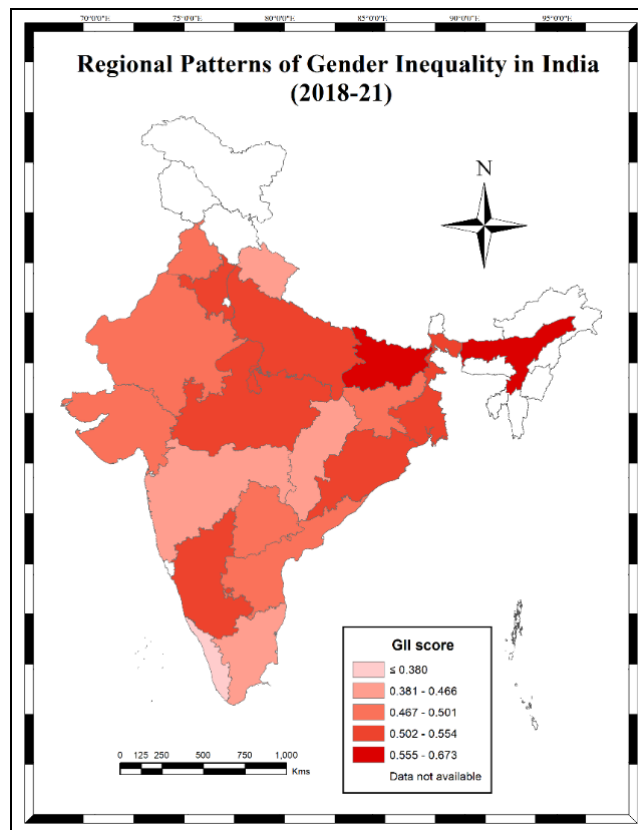 70°0'0"E 75°0'0"E 80°0'0"E 85°0'0"E 90°0'0"E 95°0'0"E
Regional Patterns of Gender Inequality in India
(2018-21)
N
GII score
≤ 0.380
0.381 - 0.466
0.467 - 0.501
0.502 - 0.554
0.555 - 0.673
Data not available
0 125 250 500 750 1,000
Kms